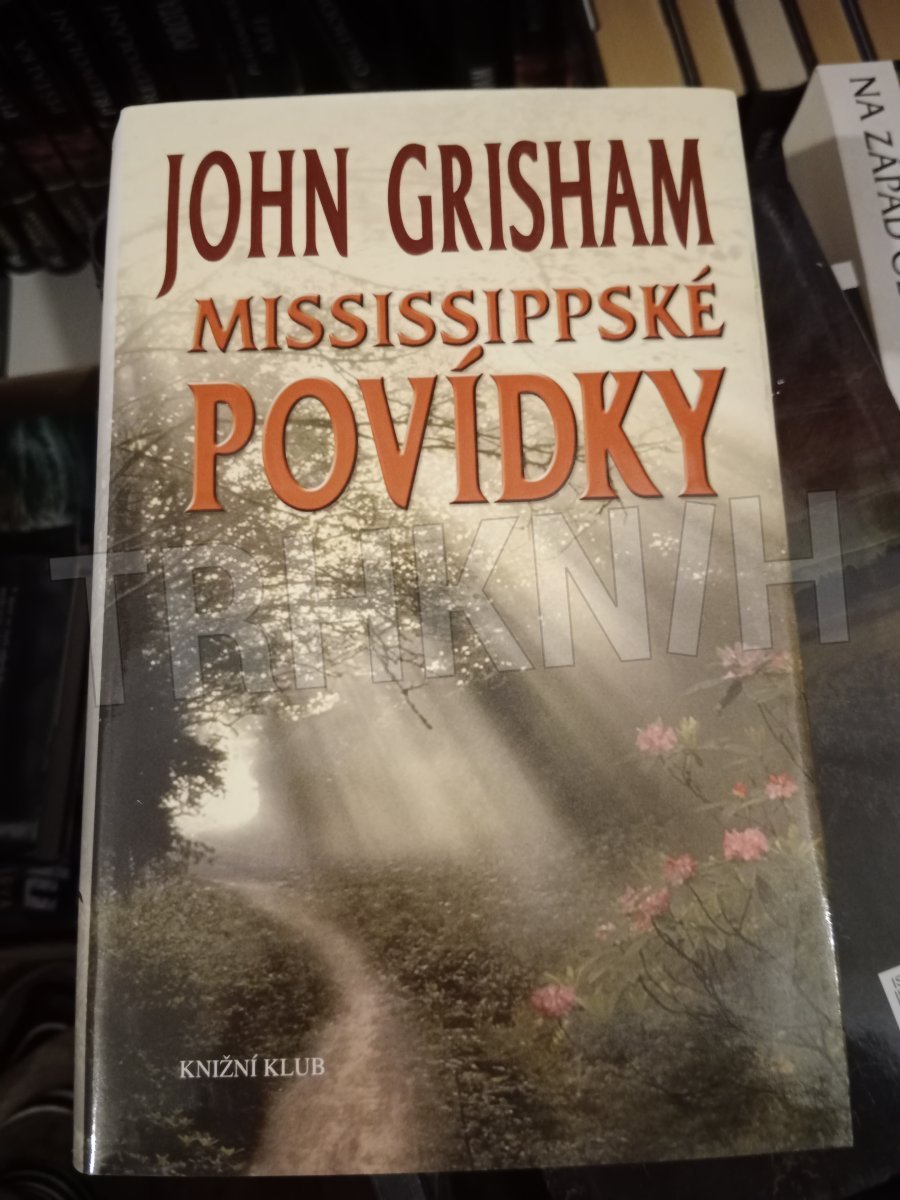 JOHN GRISHAM
MISSISSIPPSKÉ
POVÍDKY
TRHKNIH
KNIŽNÍ KLUB
NA ZÁPAD